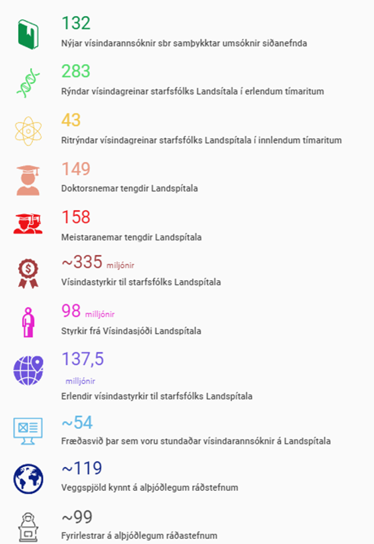 132
Nýjar vísindarannsóknir sbr samþykktar umsóknir siðanefnda
283
Rýndar vísindagreinar starfsfólks Landsítala í erlendum tímaritum
43
Ritrýndar vísindagreinar starfsfólks Landspítala í innlendum tímaritum
149
Doktorsnemar tengdir Landspítala
158
Meistaranemar tengdir Landspítala
~335 miljónir
Vísindastyrkir til starfsfólks Landspítala
98 milljónir
Styrkir frá Vísindasjóði Landspítala
137,5
milljónir
Erlendir vísindastyrkir til starfsfólks Landspítala
~54
Fræðasvið þar sem voru stundaðar vísindarannsóknir á Landspítala
~119
Veggspjöld kynnt á alþjóðlegum ráðstefnum
~99
Fyrirlestrar á alþjóðlegum ráðastefnum